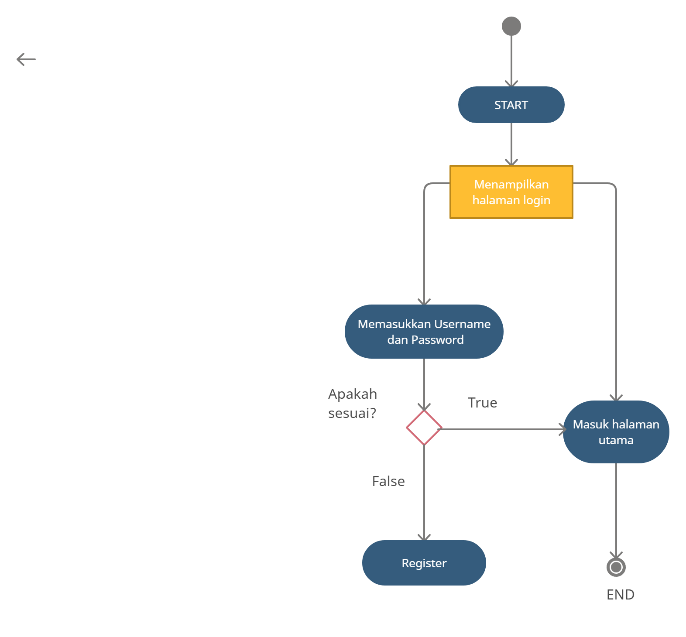 START
Menampilkan
halaman login
Memasukkan Username
dan Password
Apakah
sesuai?
True
Masuk halaman
utama
False
Register
END